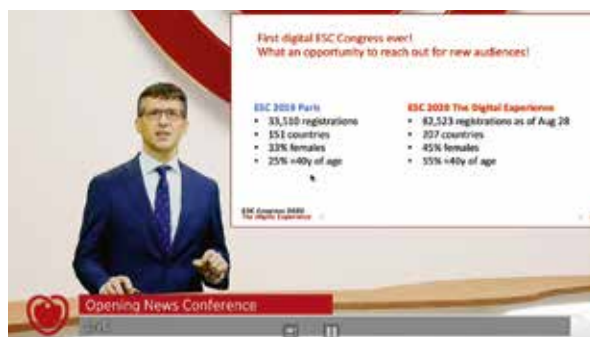 First digital ESC Congress ever!
What an opportunity to reach out for new audiences!
ESC 2019 Paris
• 33,510 registrations
• 151 countries
• 33% females
• 25% <40y of age
ESC 2020 The Digital Experience
• 82,523 registrations as of Aug 28
• 207 countries
• 45% females
• 55% <40y of age
ESC Congress 2020
The Digital Experience
Opening News Conference